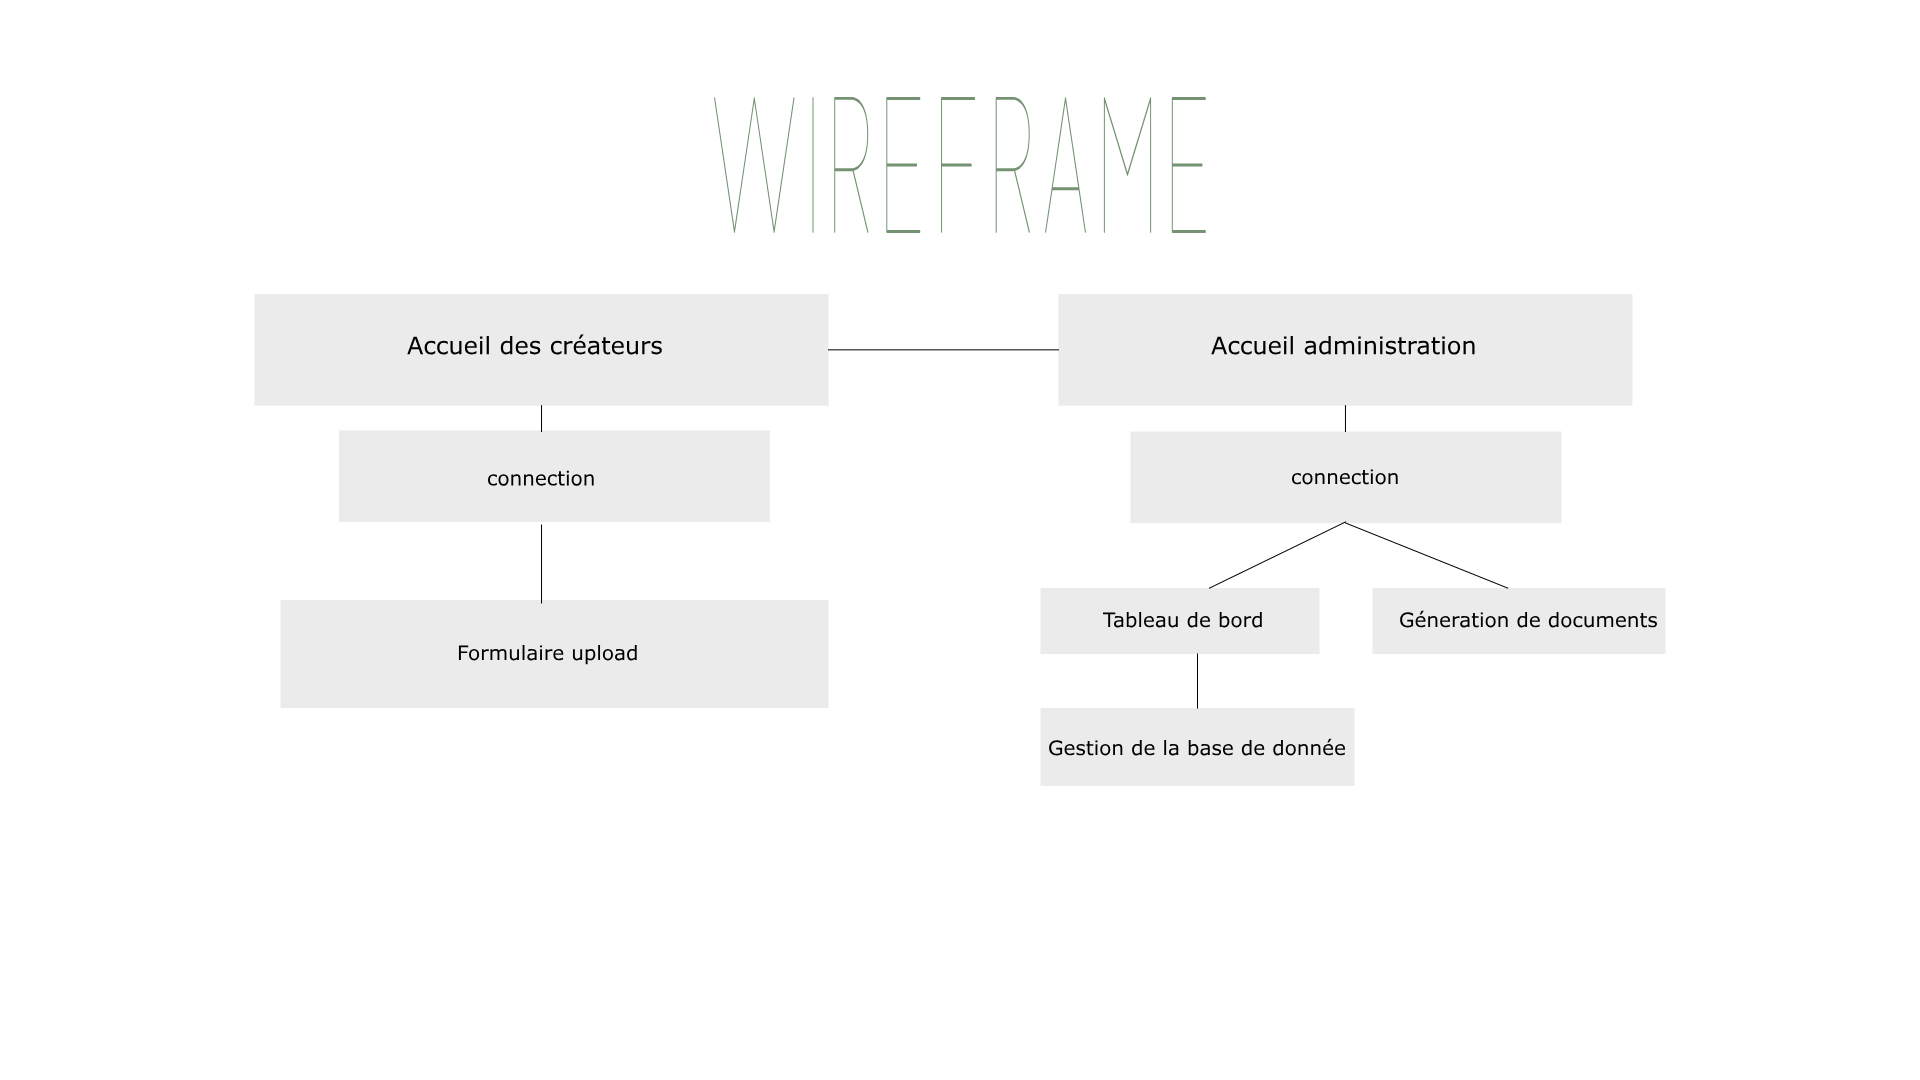 WIREFRAME
Accueil des créateurs
Accueil administration
connection
connection
Formulaire upload
Tableau de bord
Géneration de documents
Gestion de la base de donnée